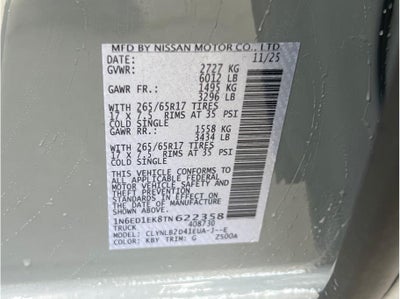 MFD BY NISSAN MOTOR CO., LTD
DATE: 11/25
GVWR: 2727 KG
6012 LB
GAWR FR.: 1495 KG
3296 LB
WITH 265/65R17 TIRES
17 X 7.5 RIMS AT 35 PSI
COLD SINGLE
GAWR RR.: 1558 KG
3434 LB
WITH 265/65R17 TIRES
17 X 7.5 RIMS AT 35 PSI
COLD SINGLE
THIS VEHICLE CONFORMS TO ALL
APPLICABLE FEDERAL MOTOR VEHICLE
SAFETY AND
THEFT PREVENTION STANDARDS
IN EFFECT ON THE DATE OF
MANUFACTURE SHOWN ABOVE.
1N6ED1EK8TN622358
TRUCK 408730
MODEL: CLYNLB2D41EUA-J--E
COLOR: KBY TRIM: G Z500A